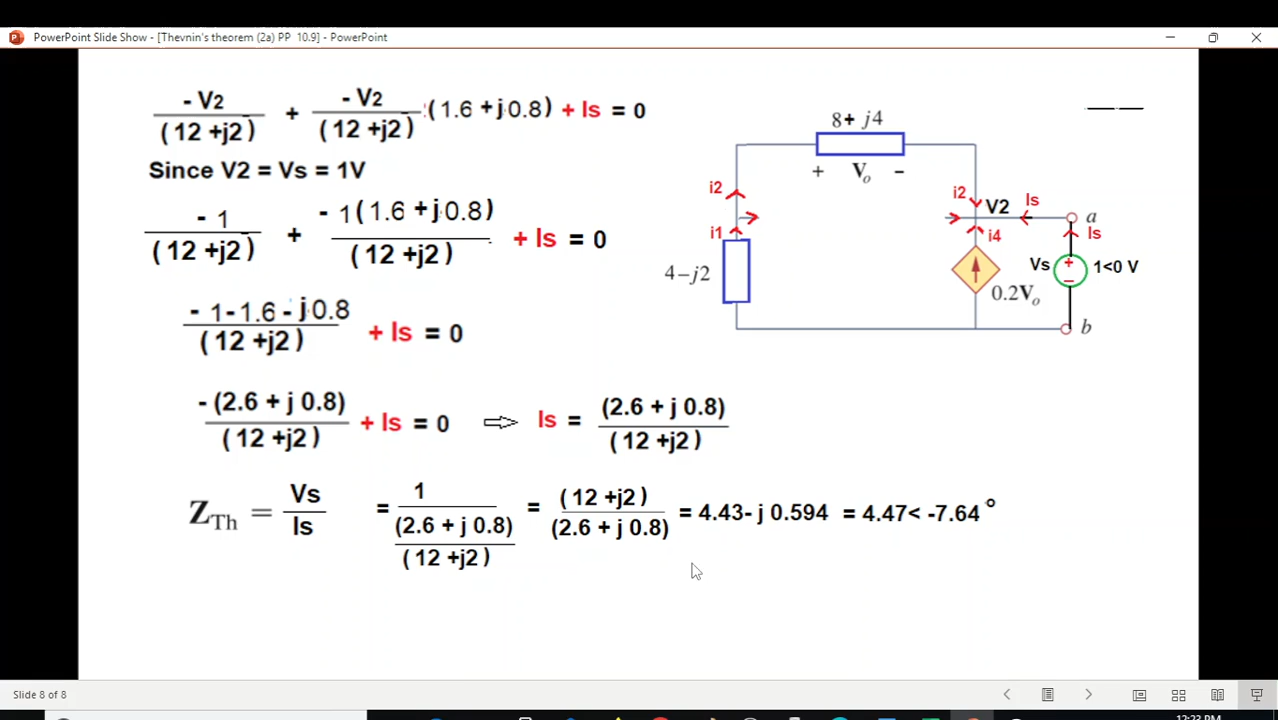 PowerPoint Slide Show - [Thevnin's theorem (2a) PP 10.9] - PowerPoint
- V2 / (12 +j2) + - V2 / (12 +j2) (1.6 +j 0.8) + Is = 0
Since V2 = Vs = 1V
- 1 / (12 +j2) + - 1(1.6 +j 0.8) / (12 +j2) + Is = 0
- 1-1.6 -j 0.8 / (12 +j2) + Is = 0
- (2.6 + j 0.8) / (12 +j2) + Is = 0 ⇨ Is = (2.6 + j 0.8) / (12 +j2)
ZTh = Vs / Is = 1 / (2.6 + j 0.8) / (12 +j2) = (12 +j2) / (2.6 + j 0.8) = 4.43- j 0.594 = 4.47< -7.64°
8+ j4
+ Vo -
i2
i1
4-j2
i2
V2
Is
a
i4
Is
Vs
+
-
1<0 V
0.2Vo
b
Slide 8 of 8